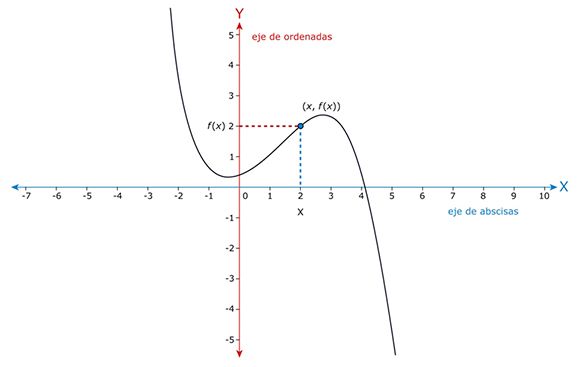 Y
eje de ordenadas
5
4
3
(x, f(x))
f(x) 2
1
X
-7 -6 -5 -4 -3 -2 -1 0 1 2 3 4 5 6 7 8 9 10
X
eje de abscisas
-1
-2
-3
-4
-5